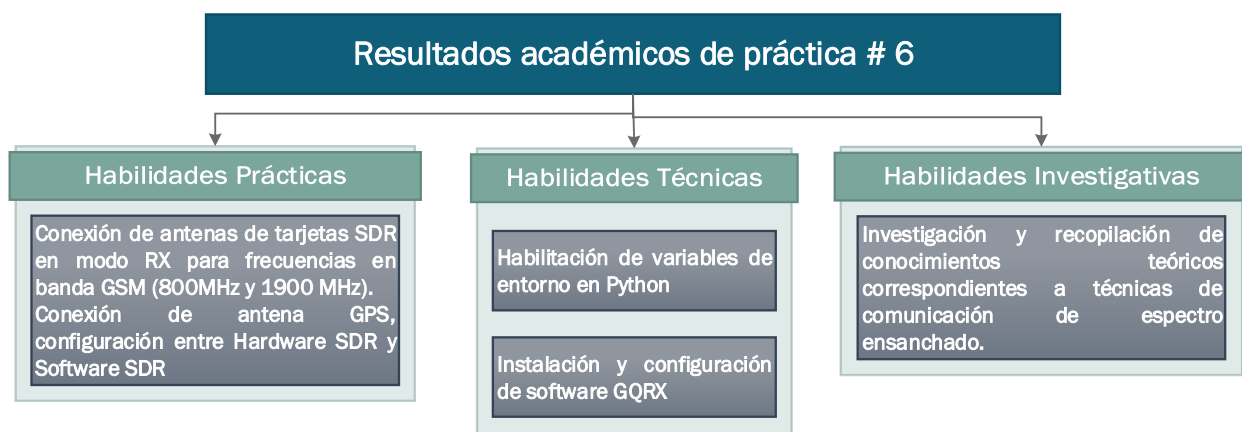 Resultados académicos de práctica # 6
Habilidades Prácticas
Conexión de antenas de tarjetas SDR
en modo RX para frecuencias en
banda GSM (800MHz y 1900 MHz).
Conexión de antena GPS,
configuración entre Hardware SDR y
Software SDR
Habilidades Técnicas
Habilitación de variables de
entorno en Python
Instalación y configuración
de software GQRX
Habilidades Investigativas
Investigación y recopilación de
conocimientos teóricos
correspondientes a técnicas de
comunicación de espectro
ensanchado.